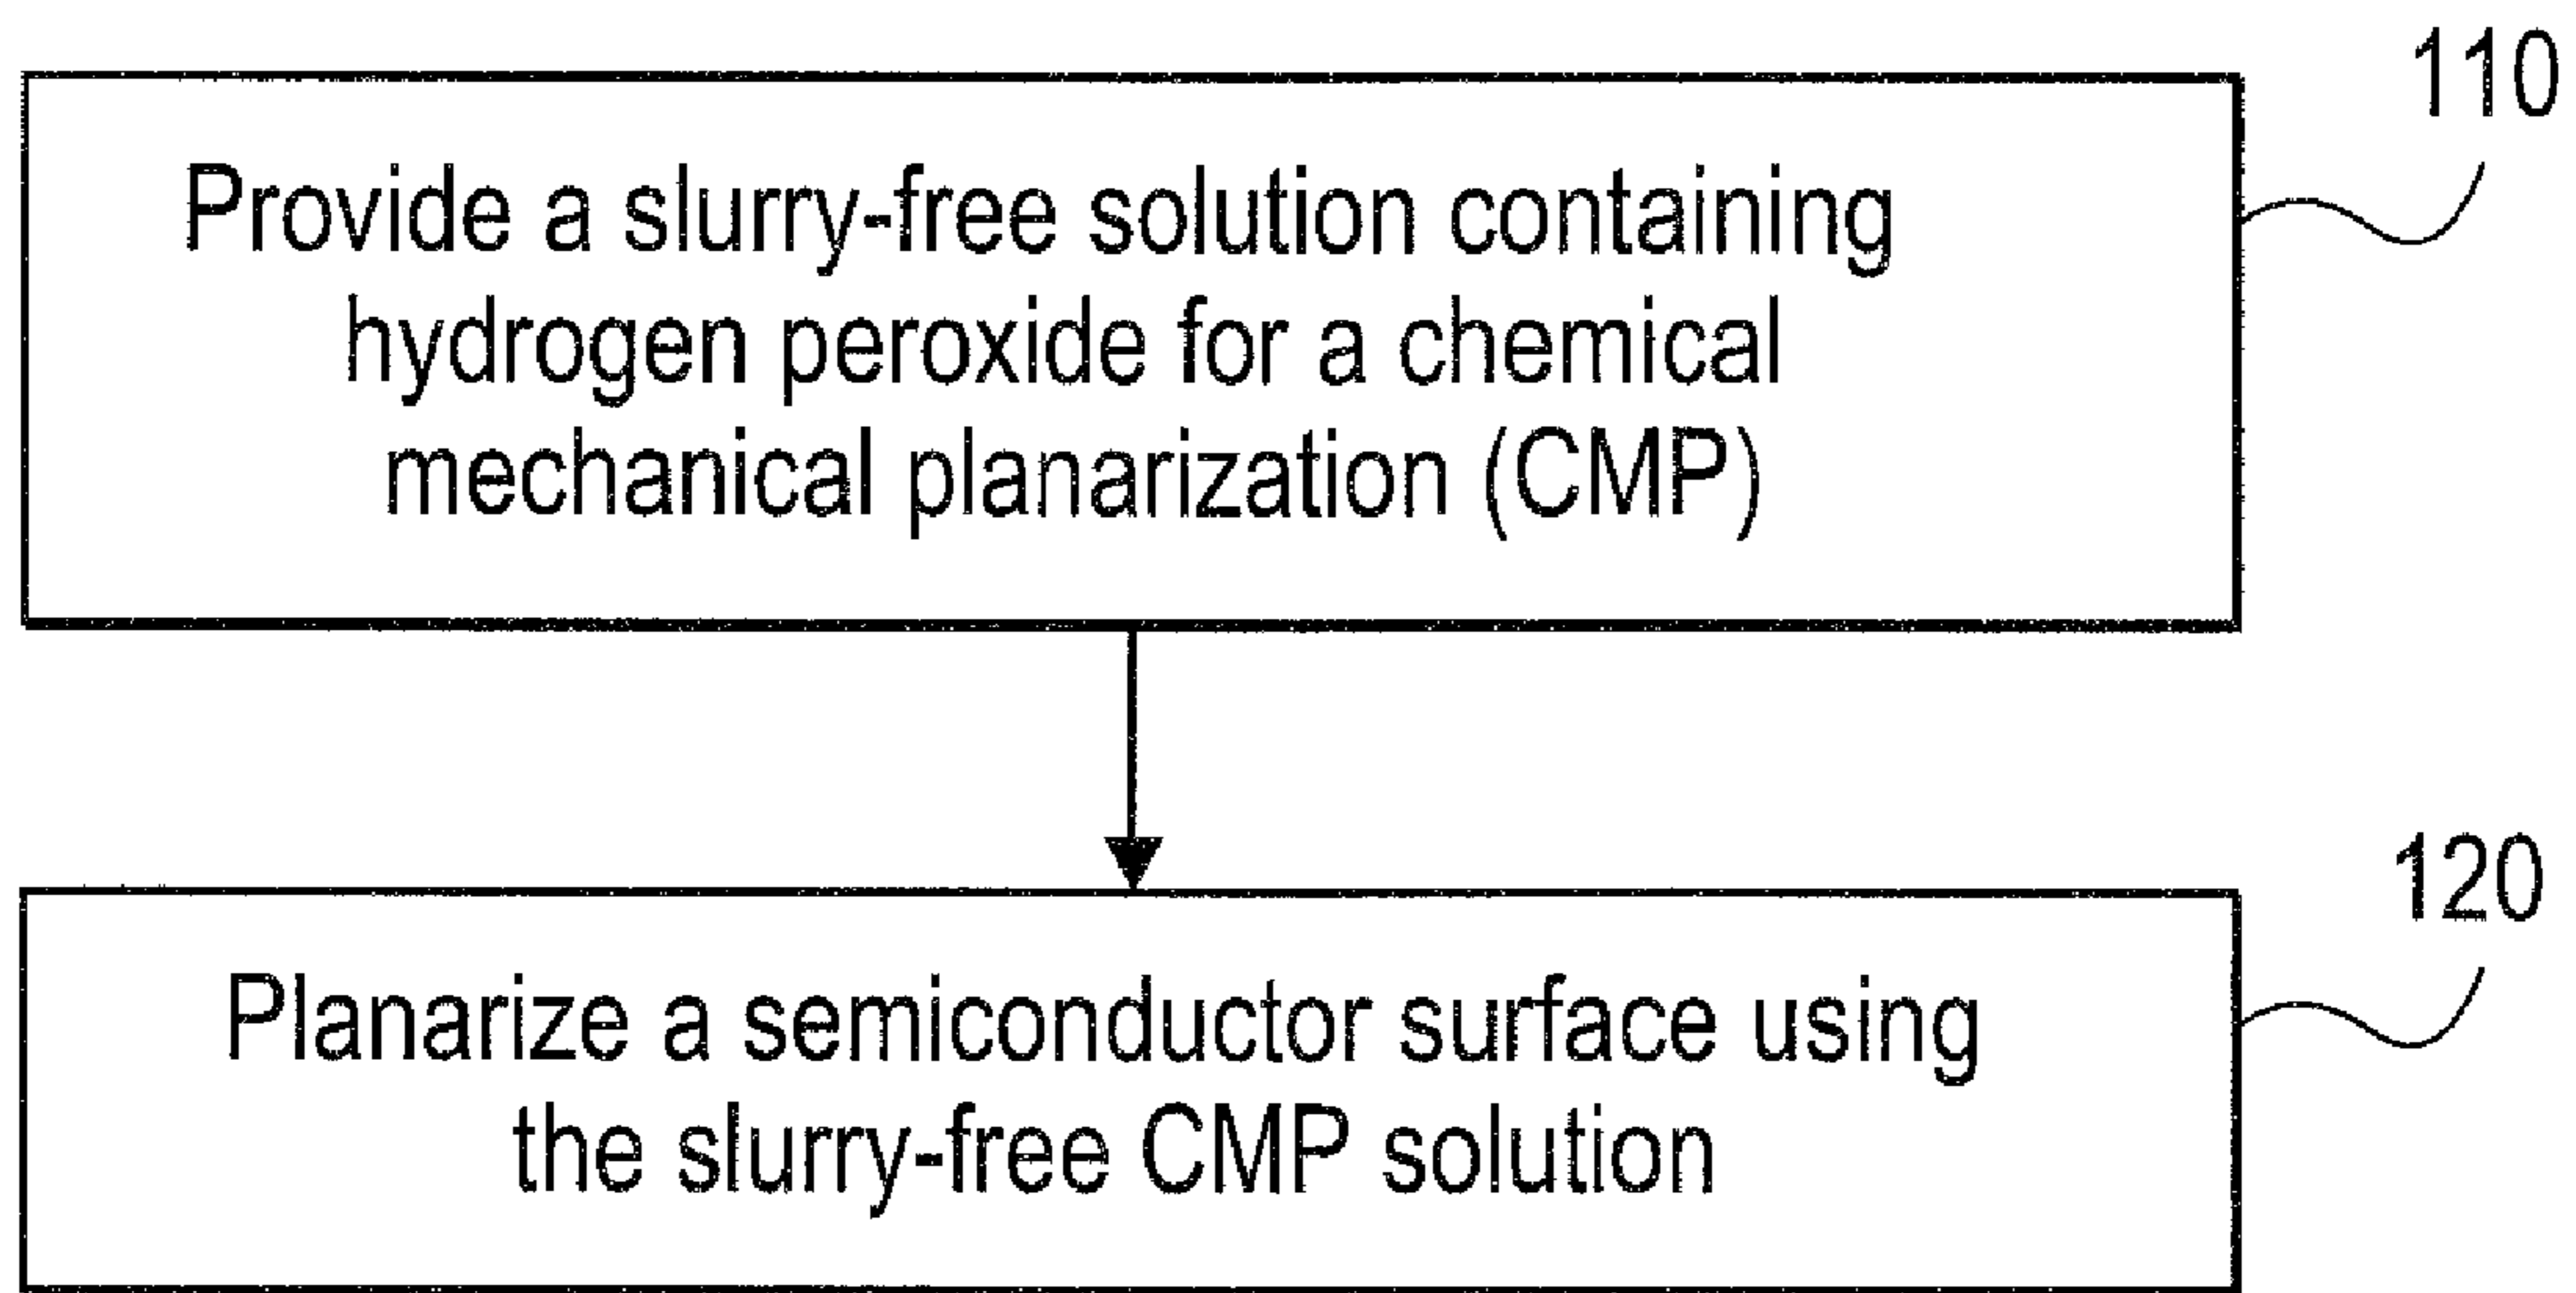 110
Provide a slurry-free solution containing
hydrogen peroxide for a chemical
mechanical planarization (CMP)
120
Planarize a semiconductor surface using
the slurry-free CMP solution